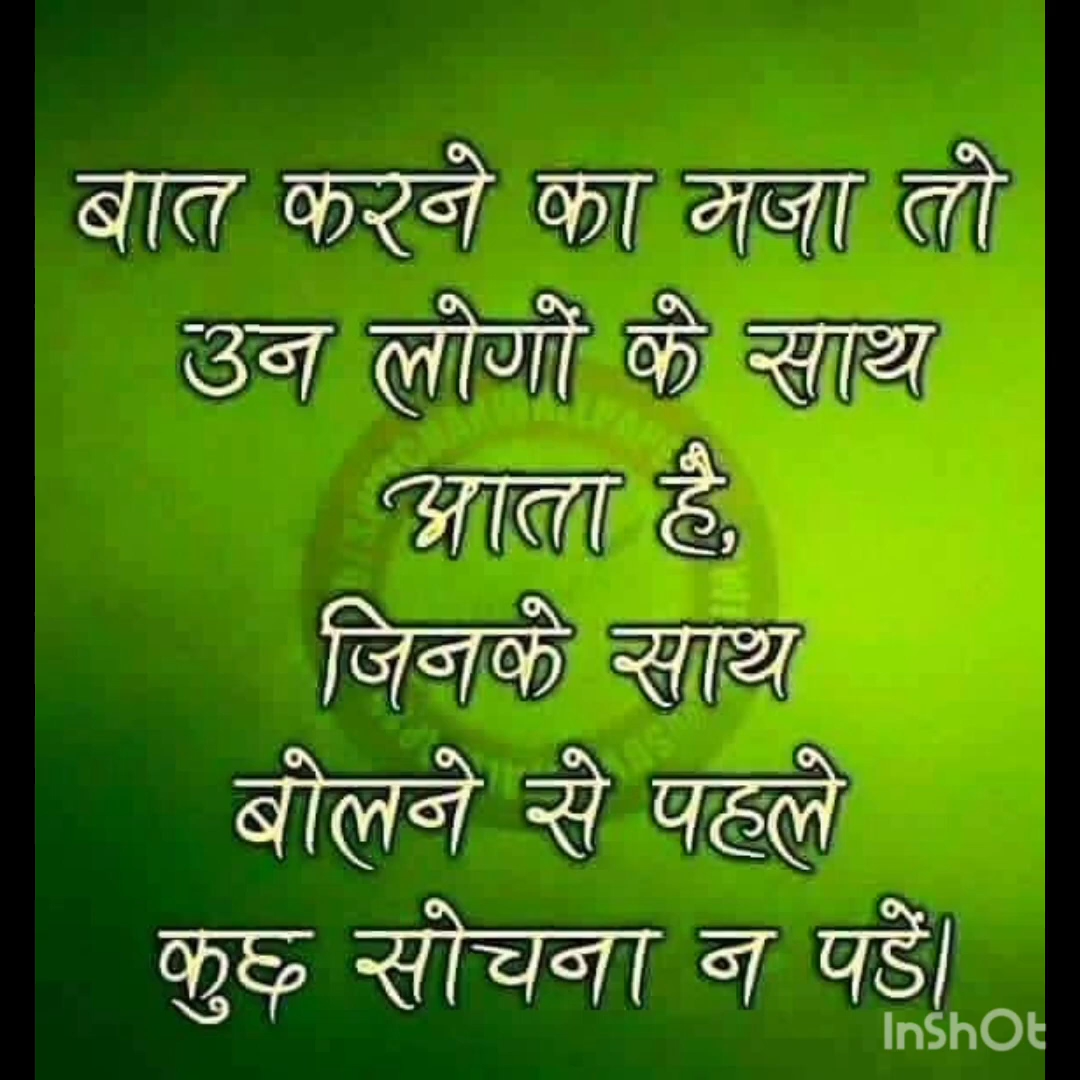 बात करने का मजा तो
उन लोगों के साथ
आता है,
जिनके साथ
बोलने से पहले
कुछ सोचना न पडें।
InShOt